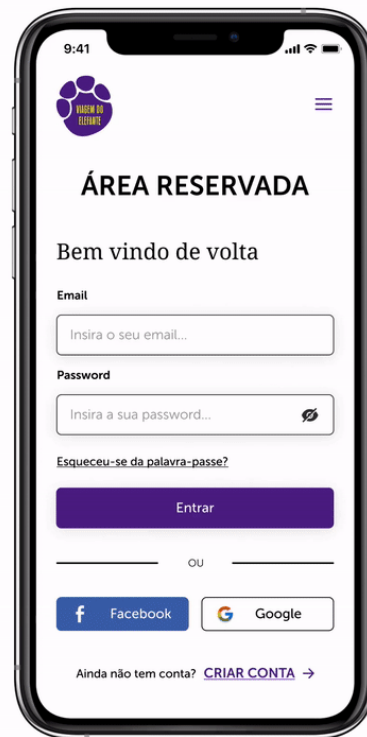 9:41
VIAGEM DO
ELEFANTE
ÁREA RESERVADA
Bem vindo de volta
Email
Insira o seu email...
Password
Insira a sua password...
Esqueceu-se da palavra-passe?
Entrar
OU
Facebook
Google
Ainda não tem conta? CRIAR CONTA →